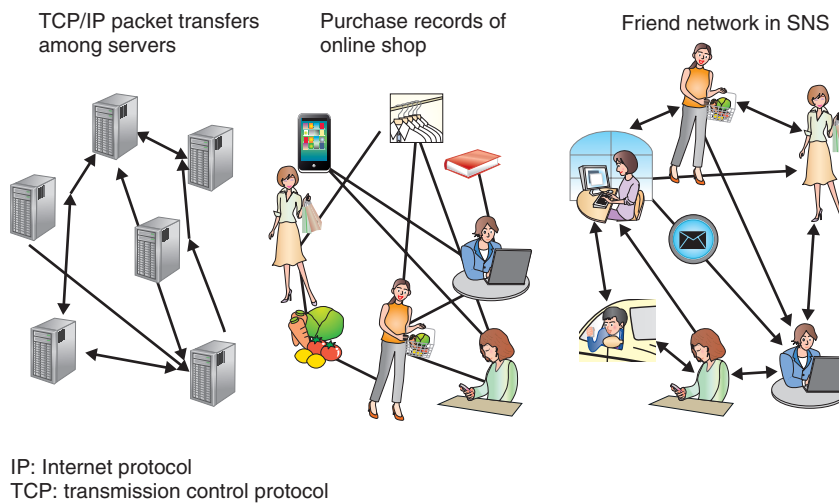 TCP/IP packet transfers
among servers
Purchase records of
online shop
Friend network in SNS
IP: Internet protocol
TCP: transmission control protocol